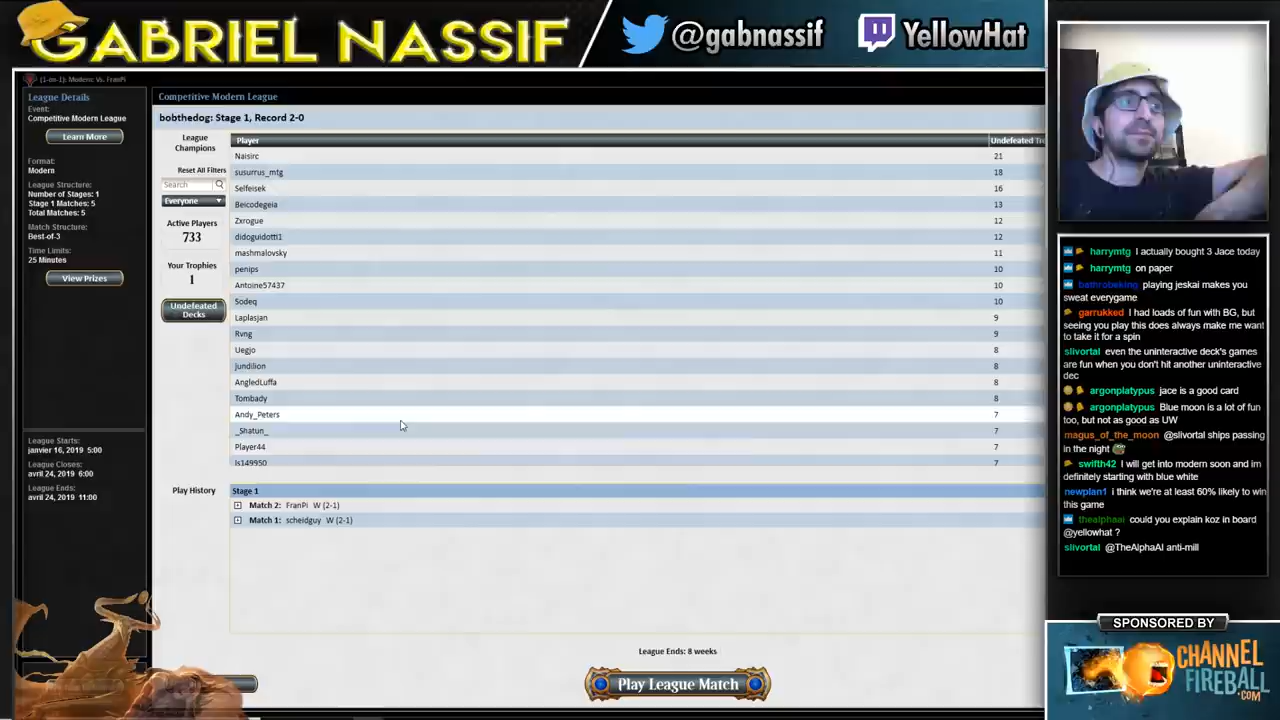 GABRIEL NASSIF
@gabnassif
YellowHat
(1-on-1): Modern: Vs. FranPi
League Details
Event:
Competitive Modern League
Learn More
Format:
Modern
League Structure:
Number of Stages: 1
Stage 1 Matches: 5
Total Matches: 5
Match Structure:
Best-of-3
Time Limits:
25 Minutes
View Prizes
League Starts:
janvier 16, 2019 5:00
League Closes:
avril 24, 2019 6:00
League Ends:
avril 24, 2019 11:00
Competitive Modern League
bobthedog: Stage 1, Record 2-0
League
Champions
Reset All Filters
Search
Everyone
Active Players
733
Your Trophies
1
Undefeated
Decks
Player Undefeated Tr
Naisirc 21
susurrus_mtg 18
Selfeisek 16
Beicodegeia 13
Zxrogue 12
didoguidotti1 12
mashmalovsky 11
penips 10
Antoine57437 10
Sodeq 10
Laplasjan 9
Rvng 9
Uegjo 8
Jundilion 8
AngledLuffa 8
Tombady 8
Andy_Peters 7
_Shatun_ 7
Player44 7
ls149950 7
Play History
Stage 1
Match 2: FranPi W (2-1)
Match 1: scheidguy W (2-1)
League Ends: 8 weeks
Play League Match
harrymtg I actually bought 3 Jace today
harrymtg on paper
bathrobeking playing jeskai makes you
sweat everygame
garrukked I had loads of fun with BG, but
seeing you play this does always make me want
to take it for a spin
slivortal even the uninteractive deck's games
are fun when you don't hit another uninteractive
dec
argonplatypus jace is a good card
argonplatypus Blue moon is a lot of fun
too, but not as good as UW
magus_of_the_moon @slivortal ships passing
in the night
swifth42 I will get into modern soon and im
definitely starting with blue white
newplan1 i think we're at least 60% likely to win
this game
thealphaai could you explain koz in board
@yellowhat ?
slivortal @TheAlphaAI anti-mill
SPONSORED BY
CHANNEL
FIREBALL
.COM